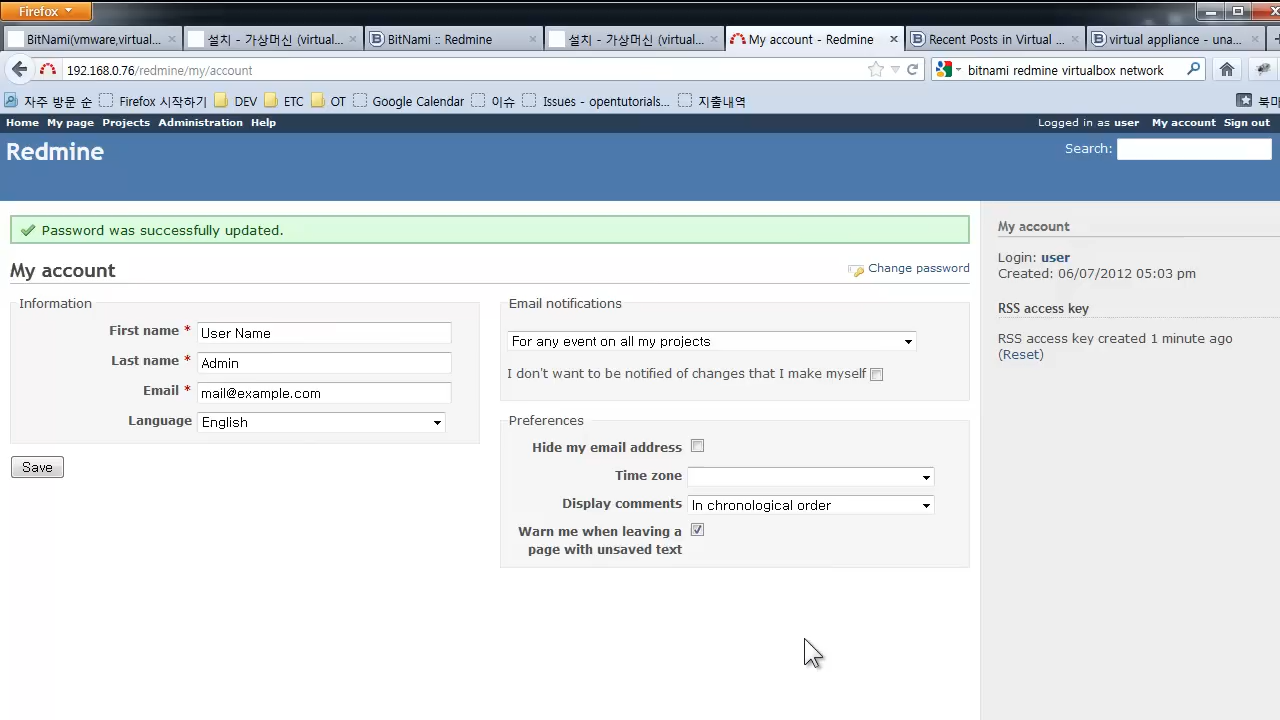 Firefox
BitNami(vmware,virtual...
설치 - 가상머신 (virtual...
BitNami :: Redmine
설치 - 가상머신 (virtual...
My account - Redmine
Recent Posts in Virtual ...
virtual appliance - una...
192.168.0.76/redmine/my/account
bitnami redmine virtualbox network
자주 방문 순
Firefox 시작하기
DEV
ETC
OT
Google Calendar
이슈
Issues - opentutorials...
지출내역
북마
Home My page Projects Administration Help
Logged in as user My account Sign out
Redmine
Search:
Password was successfully updated.
My account
Change password
Information
First name * User Name
Last name * Admin
Email * mail@example.com
Language English
Save
Email notifications
For any event on all my projects
I don't want to be notified of changes that I make myself
Preferences
Hide my email address
Time zone
Display comments In chronological order
Warn me when leaving a
page with unsaved text
My account
Login: user
Created: 06/07/2012 05:03 pm
RSS access key
RSS access key created 1 minute ago
(Reset)